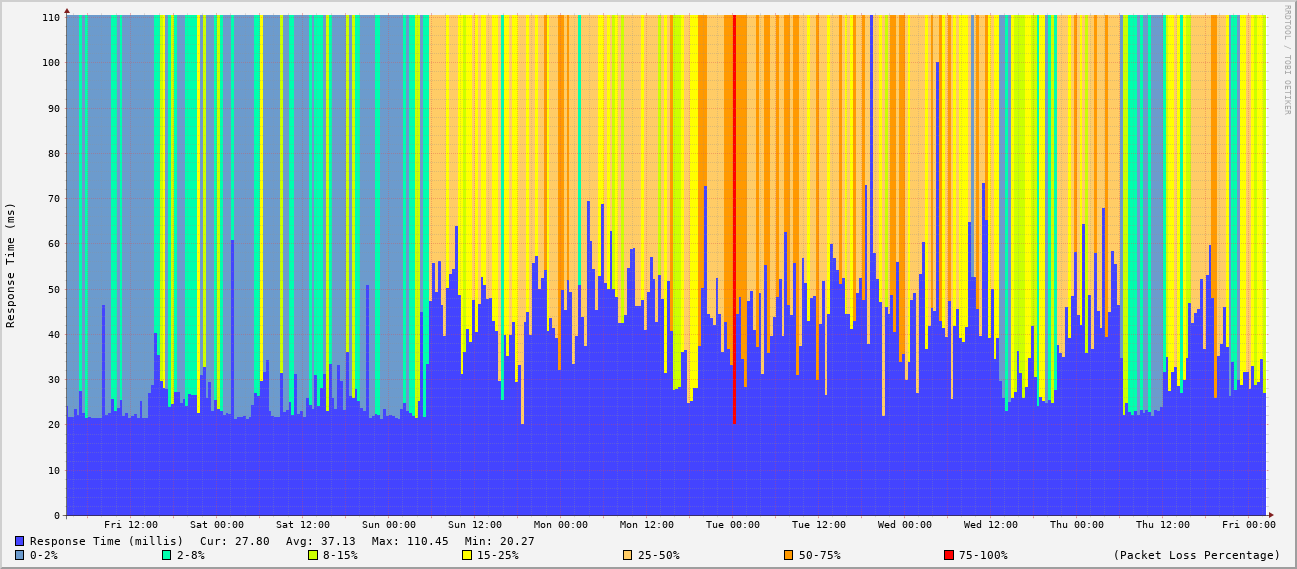 RRDTOOL / TOBI OETIKER
Response Time (ms)
110
100
90
80
70
60
50
40
30
20
10
0
Fri 12:00 Sat 00:00 Sat 12:00 Sun 00:00 Sun 12:00 Mon 00:00 Mon 12:00 Tue 00:00 Tue 12:00 Wed 00:00 Wed 12:00 Thu 00:00 Thu 12:00 Fri 00:00
Response Time (millis) Cur: 27.80 Avg: 37.13 Max: 110.45 Min: 20.27
0-2% 2-8% 8-15% 15-25% 25-50% 50-75% 75-100% (Packet Loss Percentage)